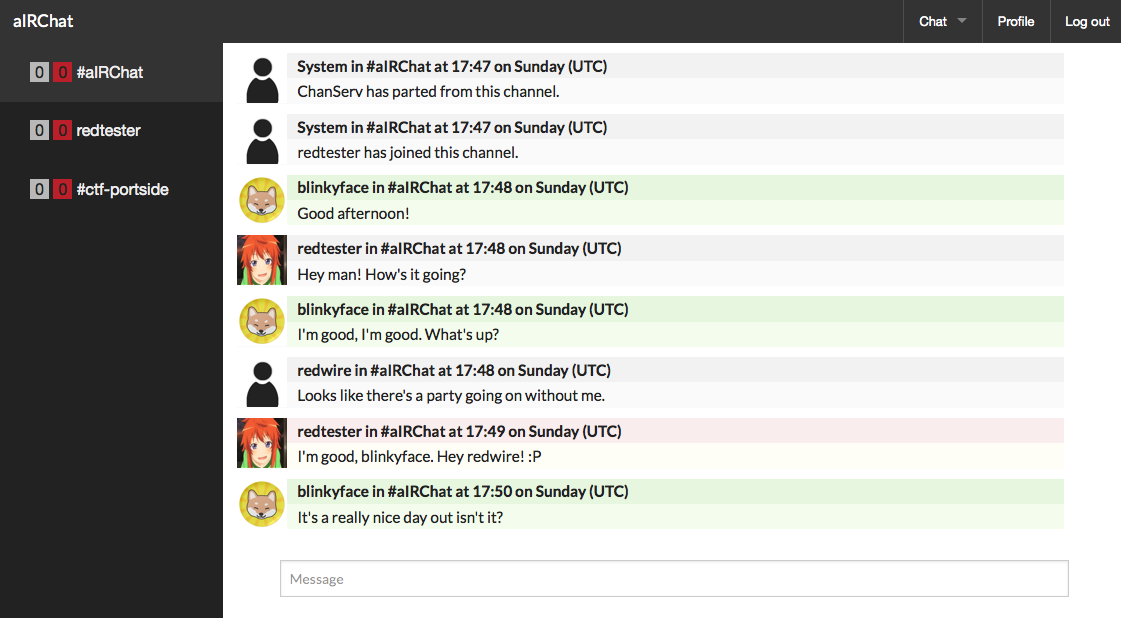 aIRChat
Chat
Profile
Log out
0 0 #aIRChat
0 0 redtester
0 0 #ctf-portside
System in #aIRChat at 17:47 on Sunday (UTC)
ChanServ has parted from this channel.
System in #aIRChat at 17:47 on Sunday (UTC)
redtester has joined this channel.
blinkyface in #aIRChat at 17:48 on Sunday (UTC)
Good afternoon!
redtester in #aIRChat at 17:48 on Sunday (UTC)
Hey man! How's it going?
blinkyface in #aIRChat at 17:48 on Sunday (UTC)
I'm good, I'm good. What's up?
redwire in #aIRChat at 17:48 on Sunday (UTC)
Looks like there's a party going on without me.
redtester in #aIRChat at 17:49 on Sunday (UTC)
I'm good, blinkyface. Hey redwire! :P
blinkyface in #aIRChat at 17:50 on Sunday (UTC)
It's a really nice day out isn't it?
Message